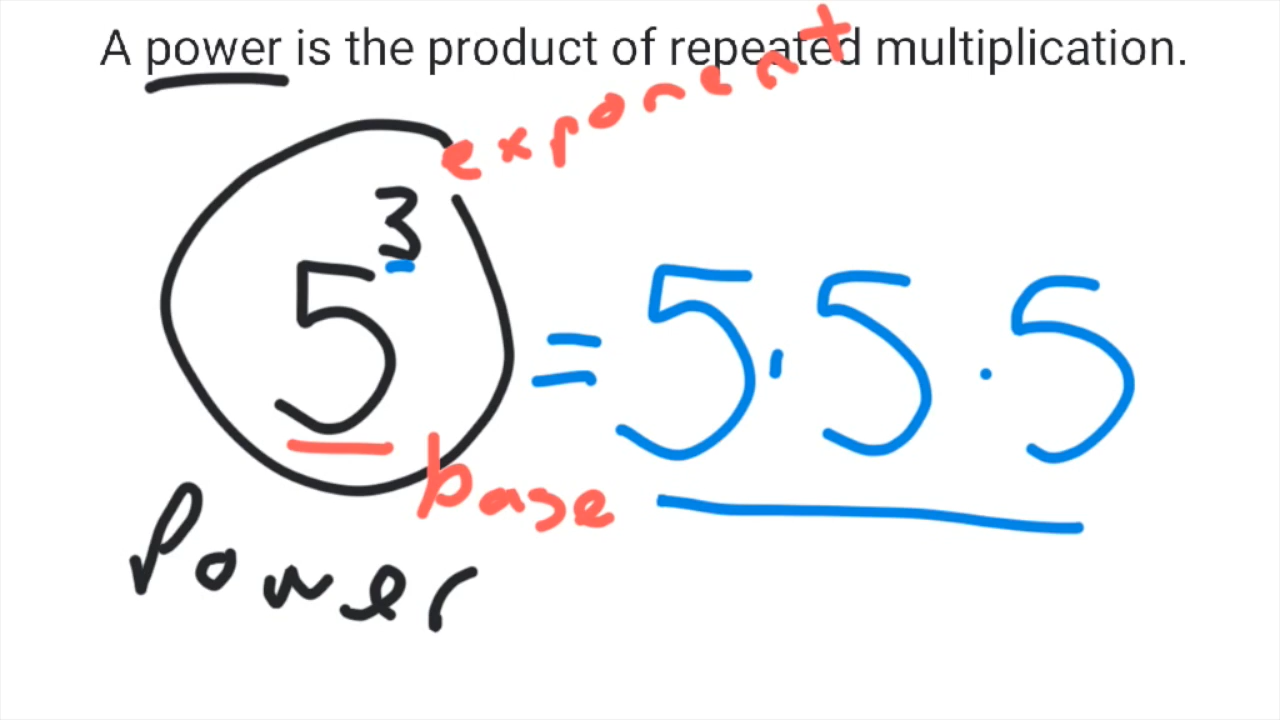 A power is the product of repeated multiplication.
exponent
5³ = 5·5·5
base
Power